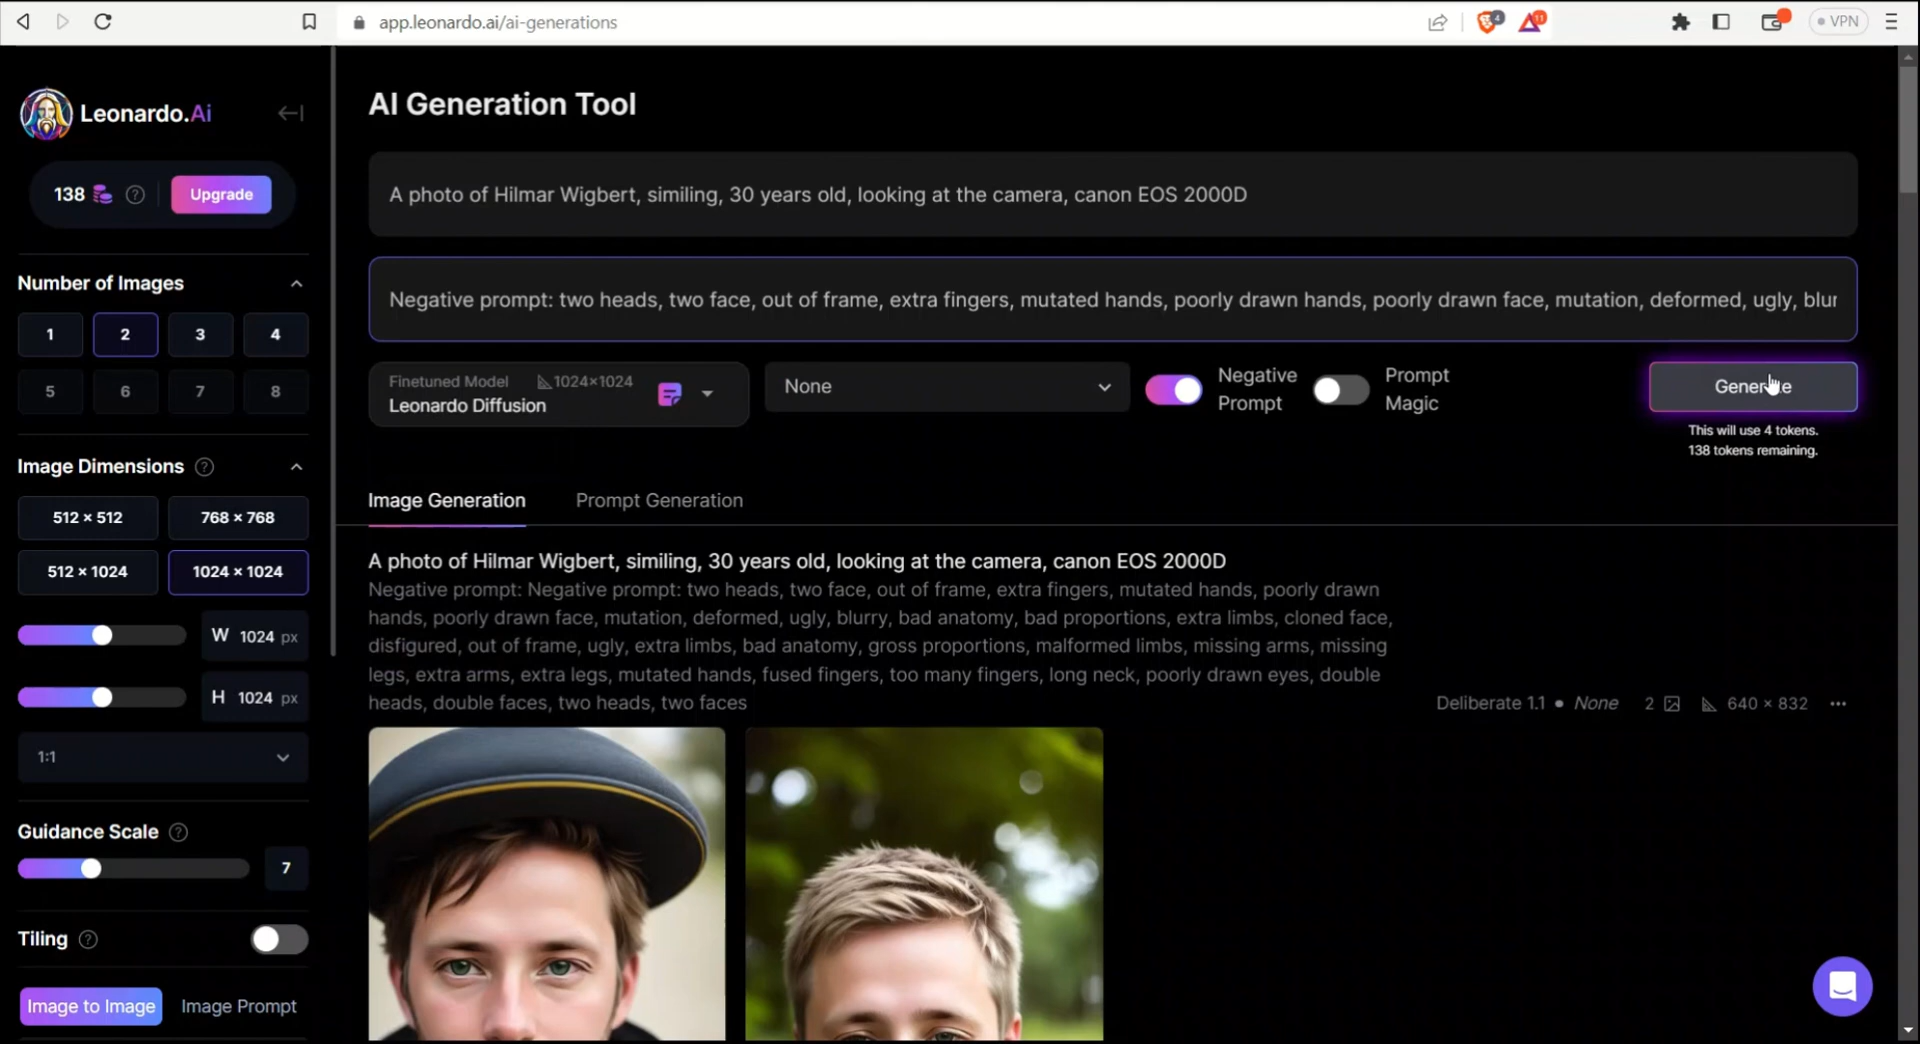 app.leonardo.ai/ai-generations
4
11
VPN
Leonardo.Ai
138
Upgrade
Number of Images
1
2
3
4
5
6
7
8
Image Dimensions
512 × 512
768 × 768
512 × 1024
1024 × 1024
W 1024 px
H 1024 px
1:1
Guidance Scale
7
Tiling
Image to Image
Image Prompt
AI Generation Tool
A photo of Hilmar Wigbert, similing, 30 years old, looking at the camera, canon EOS 2000D
Negative prompt: two heads, two face, out of frame, extra fingers, mutated hands, poorly drawn hands, poorly drawn face, mutation, deformed, ugly, blur
Finetuned Model 1024×1024
Leonardo Diffusion
None
Negative
Prompt
Prompt
Magic
Generate
This will use 4 tokens.
138 tokens remaining.
Image Generation
Prompt Generation
A photo of Hilmar Wigbert, similing, 30 years old, looking at the camera, canon EOS 2000D
Negative prompt: Negative prompt: two heads, two face, out of frame, extra fingers, mutated hands, poorly drawn
hands, poorly drawn face, mutation, deformed, ugly, blurry, bad anatomy, bad proportions, extra limbs, cloned face,
disfigured, out of frame, ugly, extra limbs, bad anatomy, gross proportions, malformed limbs, missing arms, missing
legs, extra arms, extra legs, mutated hands, fused fingers, too many fingers, long neck, poorly drawn eyes, double
heads, double faces, two heads, two faces
Deliberate 1.1 • None 2 640 × 832